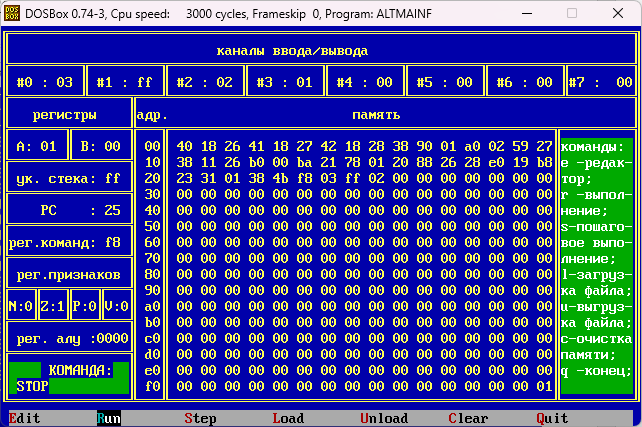 DOSBox 0.74-3, Cpu speed: 3000 cycles, Frameskip 0, Program: ALTMAINF
каналы ввода/вывода
#0 : 03 #1 : ff #2 : 02 #3 : 01 #4 : 00 #5 : 00 #6 : 00 #7 : 00
регистры адр. память
A: 01 B: 00
ук. стека: ff
PC : 25
рег.команд: f8
рег.признаков
N:0 Z:1 P:0 V:0
рег. алу :0000
КОМАНДА:
STOP
00 40 18 26 41 18 27 42 18 28 38 90 01 a0 02 59 27
10 38 11 26 b0 00 ba 21 78 01 20 88 26 28 e0 19 b8
20 23 31 01 38 4b f8 03 ff 02 00 00 00 00 00 00 00
30 00 00 00 00 00 00 00 00 00 00 00 00 00 00 00 00
40 00 00 00 00 00 00 00 00 00 00 00 00 00 00 00 00
50 00 00 00 00 00 00 00 00 00 00 00 00 00 00 00 00
60 00 00 00 00 00 00 00 00 00 00 00 00 00 00 00 00
70 00 00 00 00 00 00 00 00 00 00 00 00 00 00 00 00
80 00 00 00 00 00 00 00 00 00 00 00 00 00 00 00 00
90 00 00 00 00 00 00 00 00 00 00 00 00 00 00 00 00
a0 00 00 00 00 00 00 00 00 00 00 00 00 00 00 00 00
b0 00 00 00 00 00 00 00 00 00 00 00 00 00 00 00 00
c0 00 00 00 00 00 00 00 00 00 00 00 00 00 00 00 00
d0 00 00 00 00 00 00 00 00 00 00 00 00 00 00 00 00
e0 00 00 00 00 00 00 00 00 00 00 00 00 00 00 00 00
f0 00 00 00 00 00 00 00 00 00 00 00 00 00 00 00 01
команды:
e -редак-
тор;
r -выпол-
нение;
s-пошаго-
вое выпо-
лнение;
l-загруз-
ка файла;
u-выгруз-
ка файла;
c-очистка
памяти;
q -конец;
Edit Run Step Load Unload Clear Quit